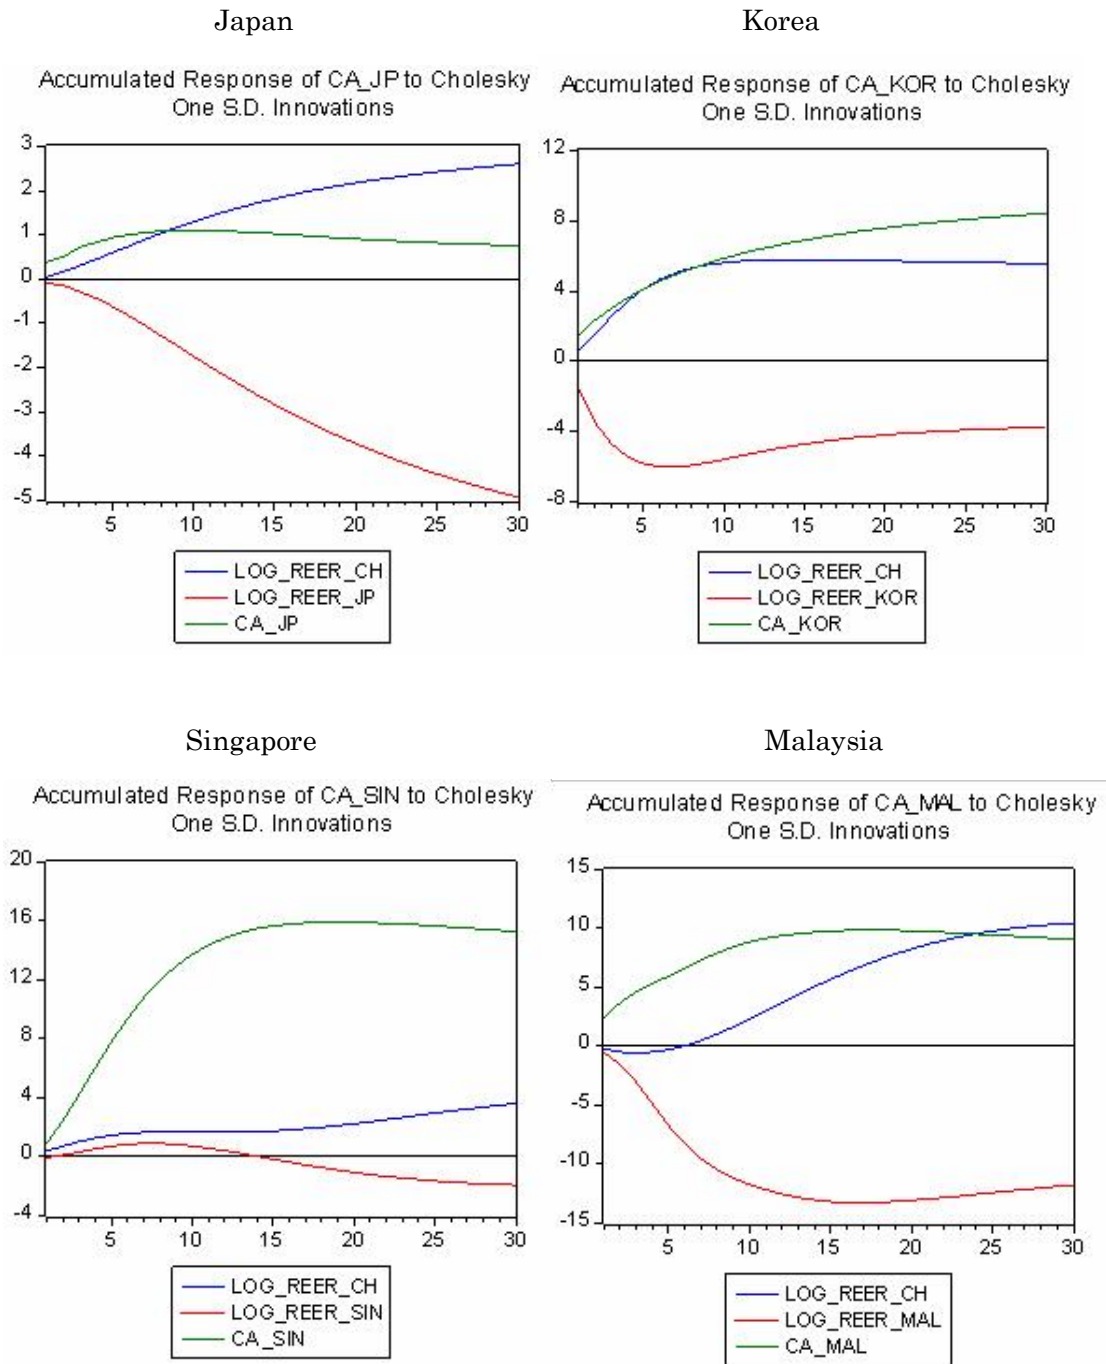 Japan
Accumulated Response of CA_JP to Cholesky
One S.D. Innovations
3
2
1
0
-1
-2
-3
-4
-5
5 10 15 20 25 30
LOG_REER_CH
LOG_REER_JP
CA_JP
Korea
Accumulated Response of CA_KOR to Cholesky
One S.D. Innovations
12
8
4
0
-4
-8
5 10 15 20 25 30
LOG_REER_CH
LOG_REER_KOR
CA_KOR
Singapore
Accumulated Response of CA_SIN to Cholesky
One S.D. Innovations
20
16
12
8
4
0
-4
5 10 15 20 25 30
LOG_REER_CH
LOG_REER_SIN
CA_SIN
Malaysia
Accumulated Response of CA_MAL to Cholesky
One S.D. Innovations
15
10
5
0
-5
-10
-15
5 10 15 20 25 30
LOG_REER_CH
LOG_REER_MAL
CA_MAL